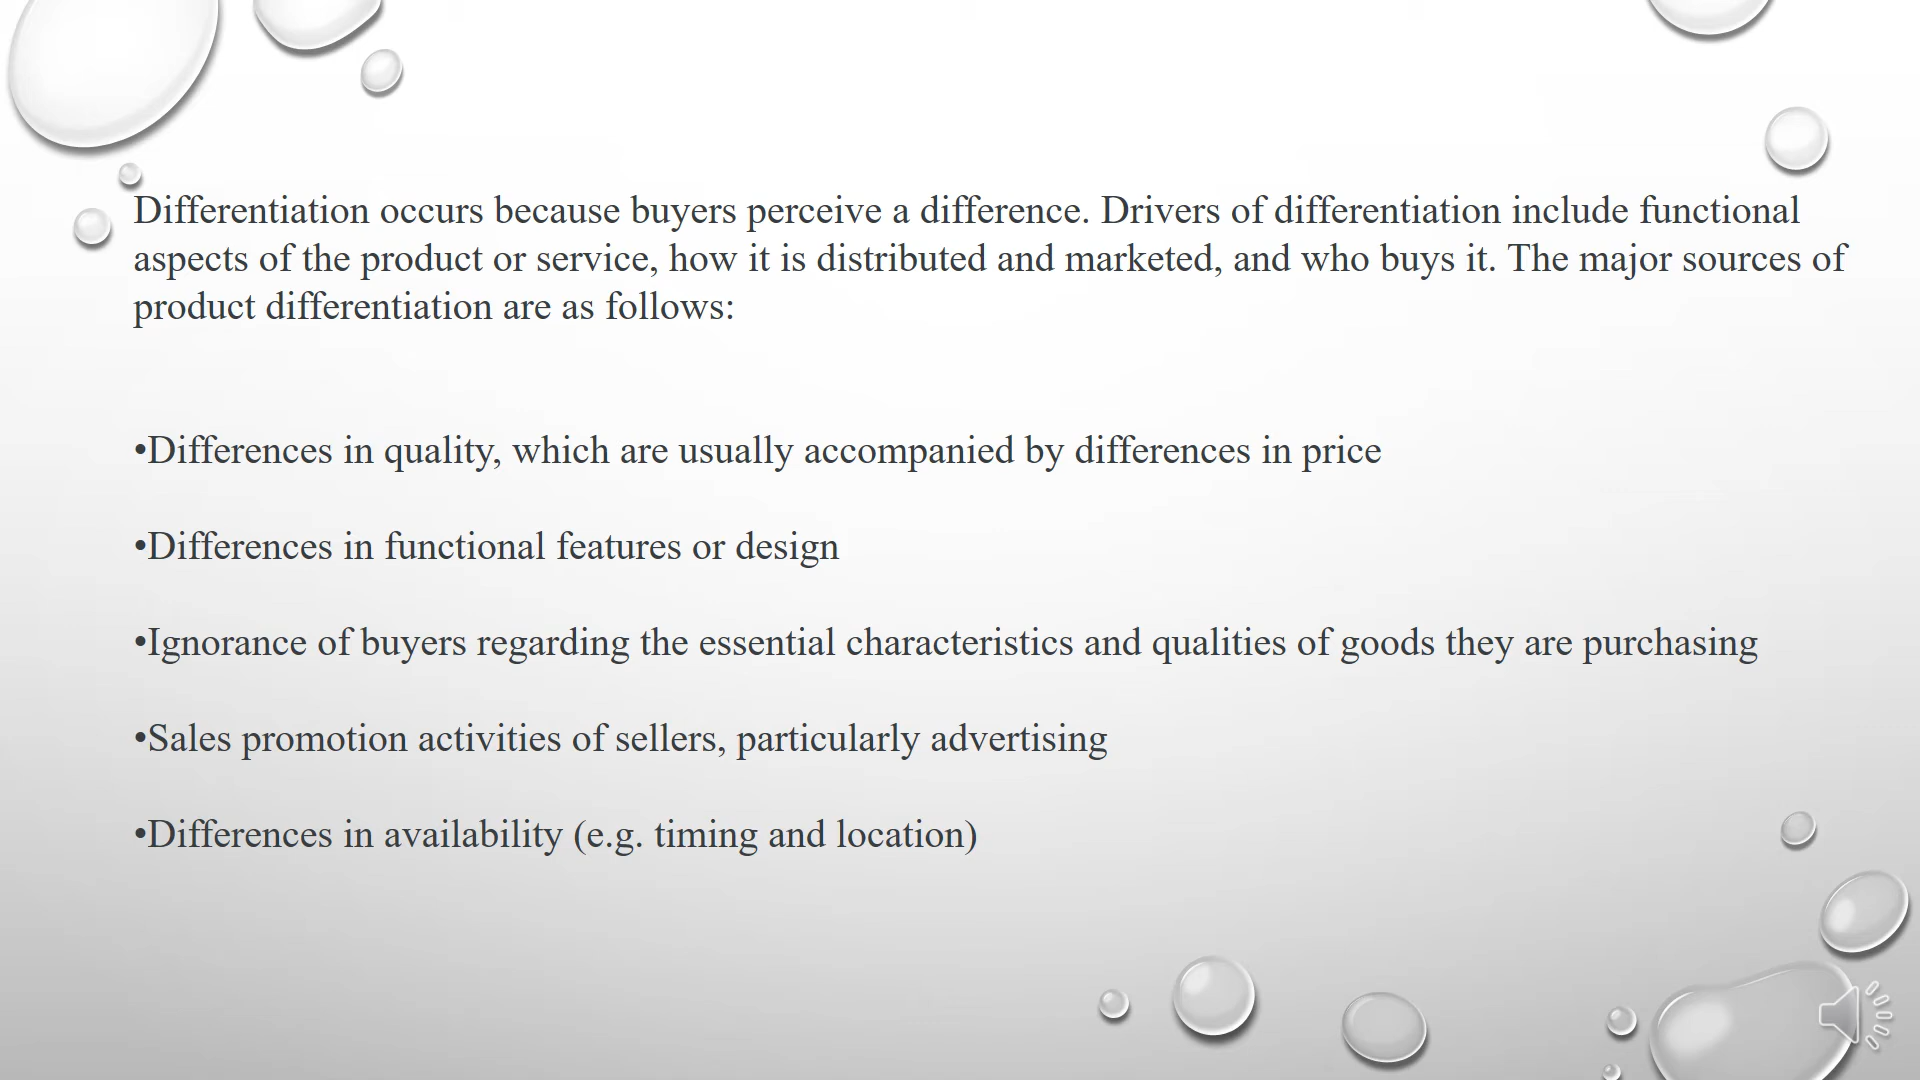 Differentiation occurs because buyers perceive a difference. Drivers of differentiation include functional
aspects of the product or service, how it is distributed and marketed, and who buys it. The major sources of
product differentiation are as follows:
•Differences in quality, which are usually accompanied by differences in price
•Differences in functional features or design
•Ignorance of buyers regarding the essential characteristics and qualities of goods they are purchasing
•Sales promotion activities of sellers, particularly advertising
•Differences in availability (e.g. timing and location)